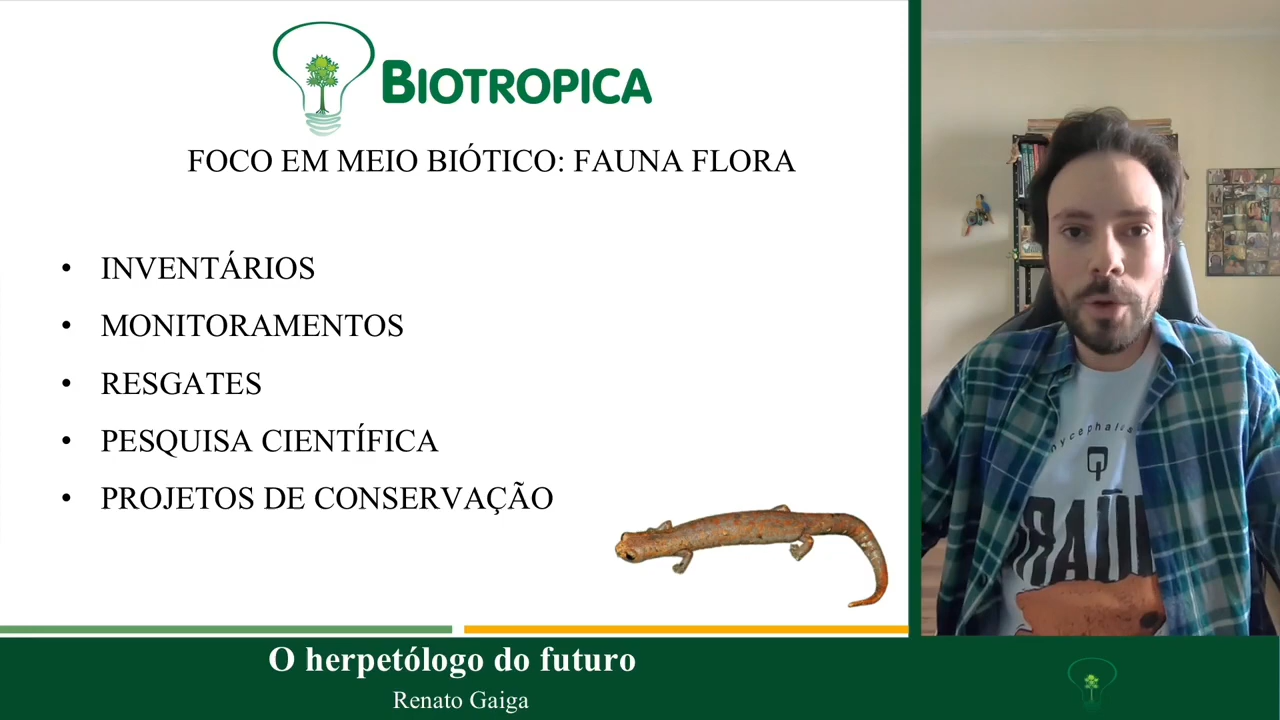 BIOTROPICA
FOCO EM MEIO BIÓTICO: FAUNA FLORA
• INVENTÁRIOS
• MONITORAMENTOS
• RESGATES
• PESQUISA CIENTÍFICA
• PROJETOS DE CONSERVAÇÃO
O herpetólogo do futuro
Renato Gaiga